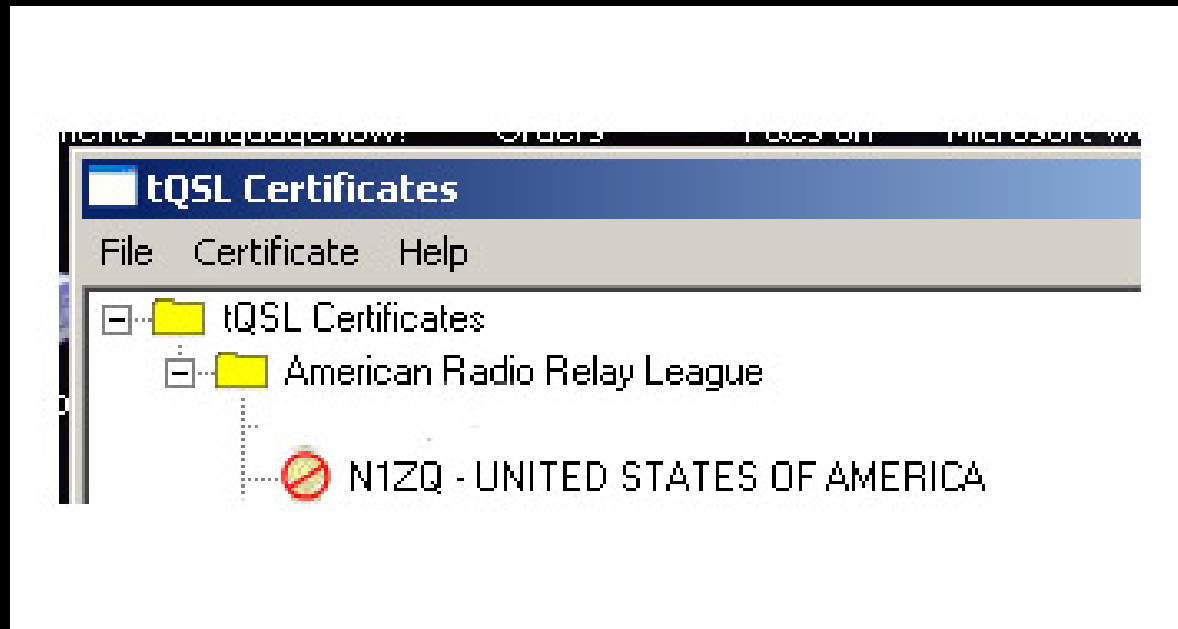 tQSL Certificates
File Certificate Help
tQSL Certificates
American Radio Relay League
N1ZQ - UNITED STATES OF AMERICA